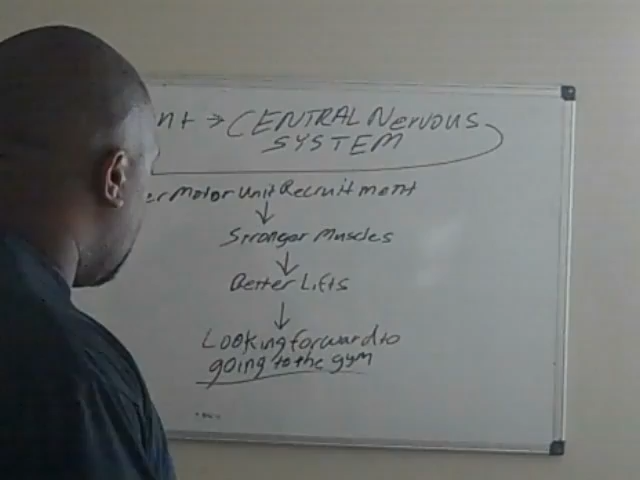 nt → CENTRAL Nervous
SYSTEM
er Motor Unit Recruitment
↓
Stronger Muscles
↓
Better Lifts
↓
Looking forward to
going to the gym